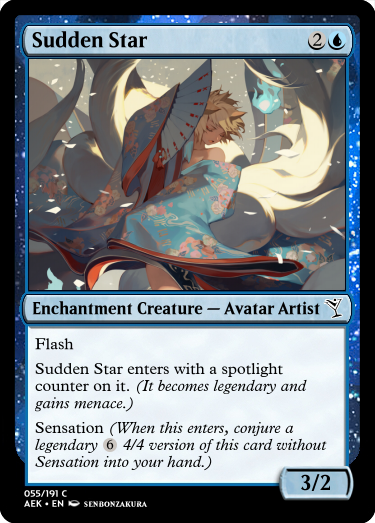 Sudden Star 2
Enchantment Creature — Avatar Artist
Flash
Sudden Star enters with a spotlight
counter on it. (It becomes legendary and
gains menace.)
Sensation (When this enters, conjure a
legendary 6 4/4 version of this card without
Sensation into your hand.)
3/2
055/191 C
AEK • EN SENBONZAKURA